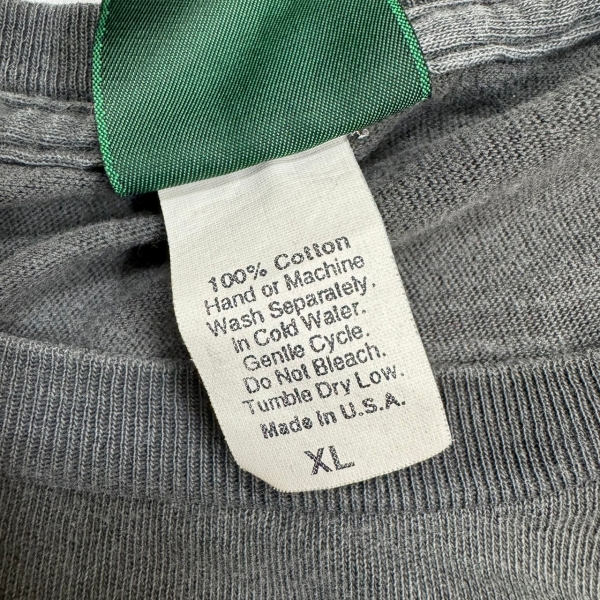 100% Cotton
Hand or Machine
Wash Separately.
In Cold Water.
Gentle Cycle.
Do Not Bleach.
Tumble Dry Low.
Made In U.S.A.
XL